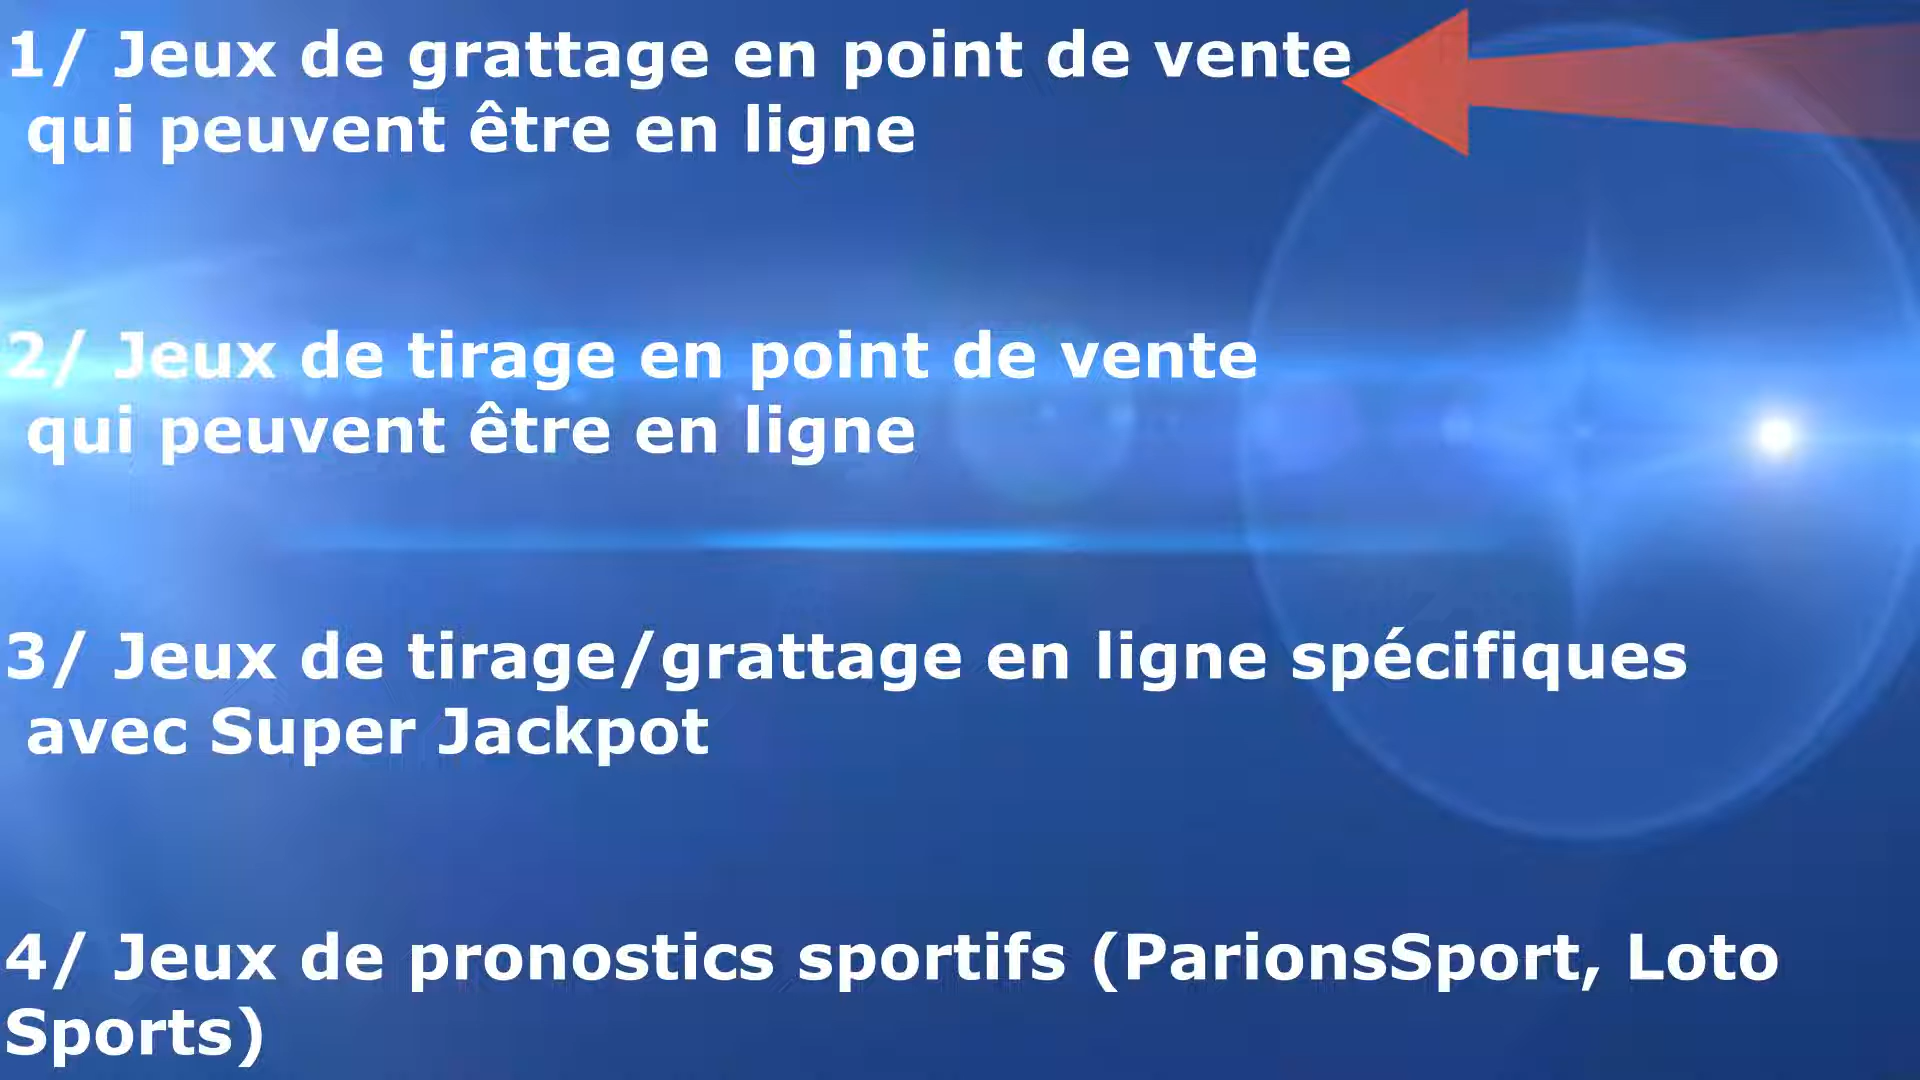 1/ Jeux de grattage en point de vente
qui peuvent être en ligne
2/ Jeux de tirage en point de vente
qui peuvent être en ligne
3/ Jeux de tirage/grattage en ligne spécifiques
avec Super Jackpot
4/ Jeux de pronostics sportifs (ParionsSport, Loto
Sports)